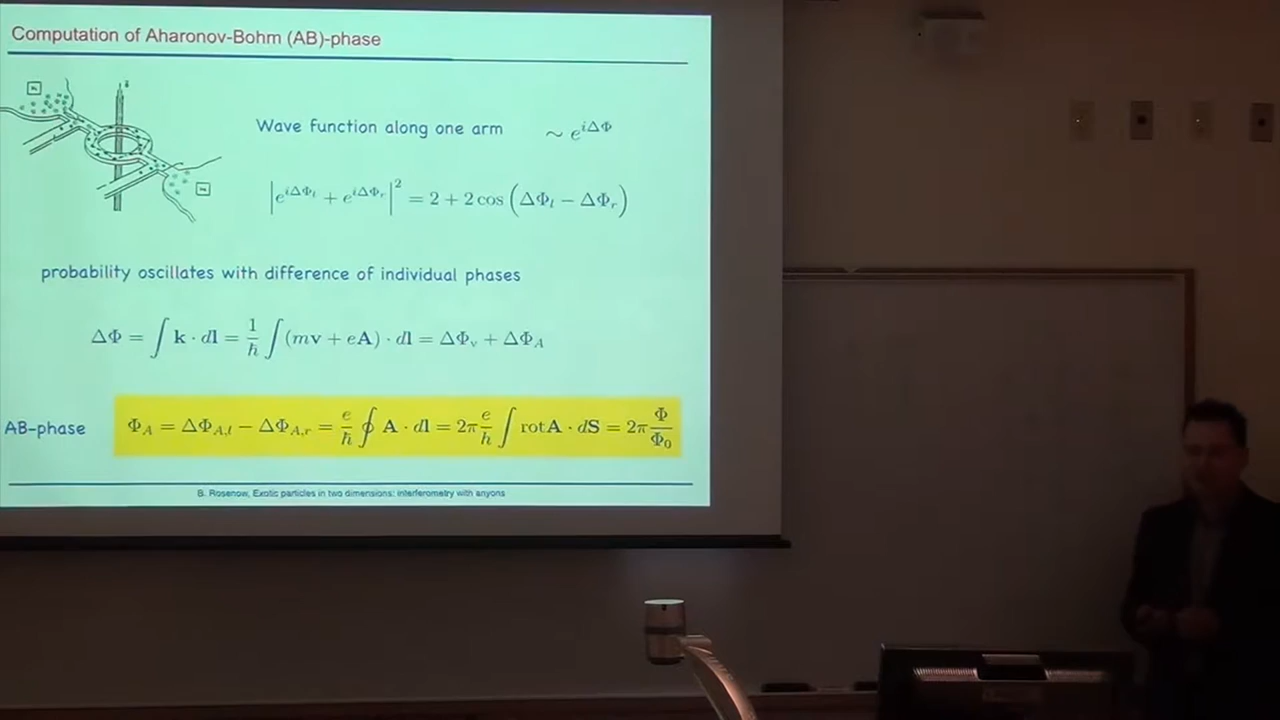 Computation of Aharonov-Bohm (AB)-phase
Wave function along one arm ∼ e^{iΔΦ}
|e^{iΔΦ_l} + e^{iΔΦ_r}|^2 = 2 + 2 cos (ΔΦ_l − ΔΦ_r)
probability oscillates with difference of individual phases
ΔΦ = ∫ k · dl = 1/ħ ∫ (mv + eA) · dl = ΔΦ_v + ΔΦ_A
AB-phase Φ_A = ΔΦ_{A,l} − ΔΦ_{A,r} = e/ħ ∮ A · dl = 2π e/h ∫ rotA · dS = 2π Φ/Φ_0
B. Rosenow, Exotic particles in two dimensions: interferometry with anyons